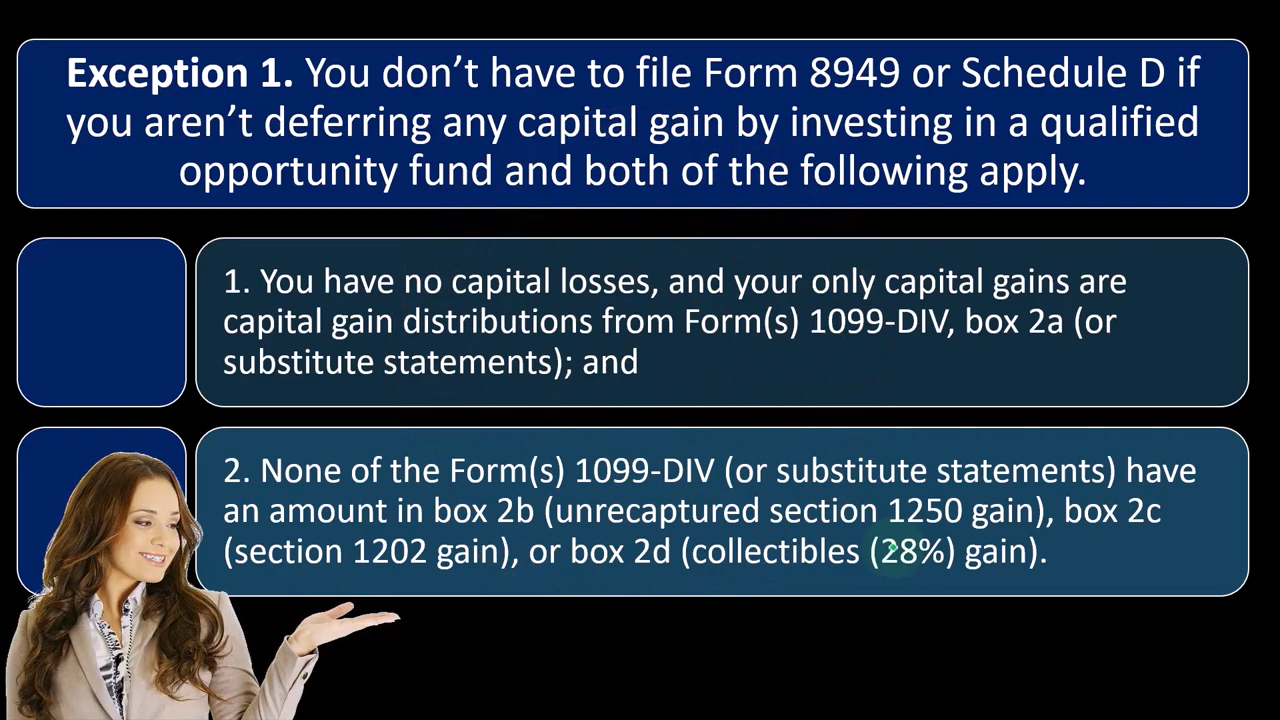 Exception 1. You don’t have to file Form 8949 or Schedule D if
you aren’t deferring any capital gain by investing in a qualified
opportunity fund and both of the following apply.
1. You have no capital losses, and your only capital gains are
capital gain distributions from Form(s) 1099-DIV, box 2a (or
substitute statements); and
2. None of the Form(s) 1099-DIV (or substitute statements) have
an amount in box 2b (unrecaptured section 1250 gain), box 2c
(section 1202 gain), or box 2d (collectibles (28%) gain).